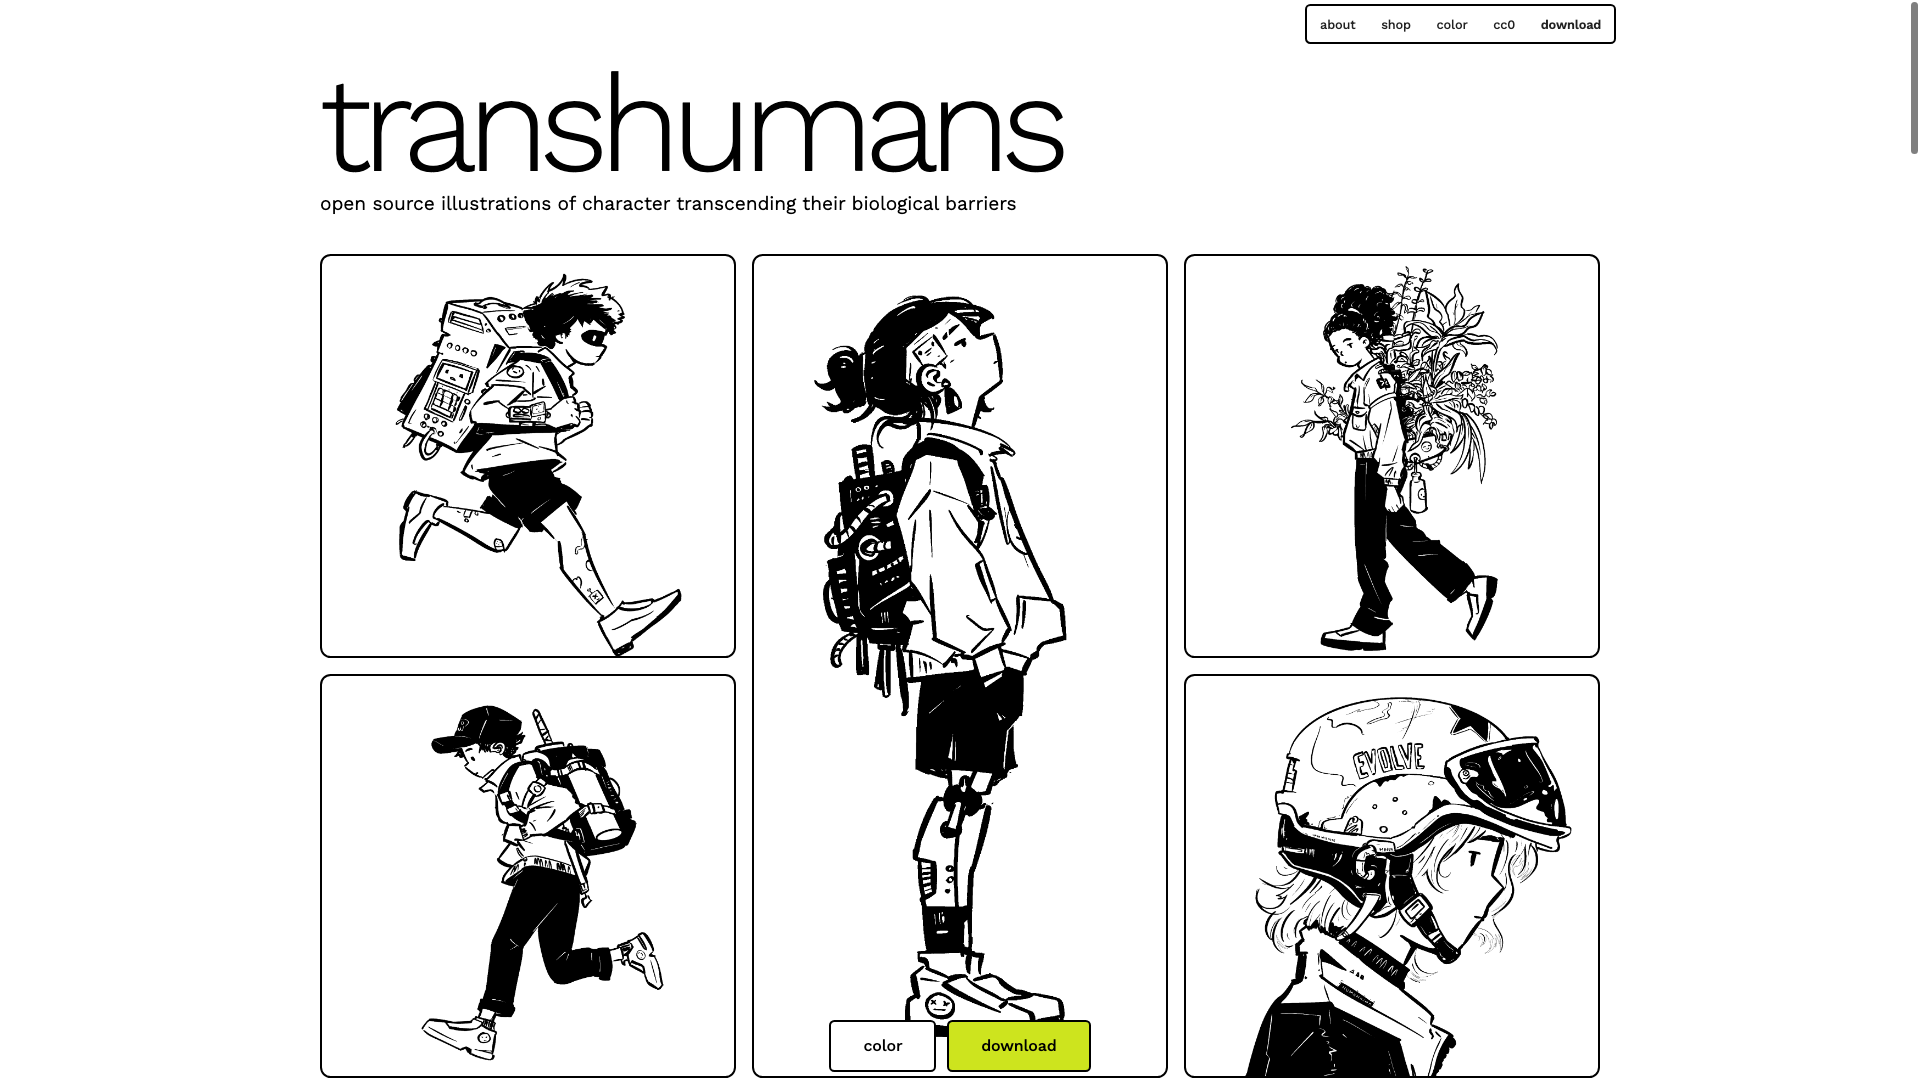 about shop color cc0 download
transhumans
open source illustrations of character transcending their biological barriers
EVOLVE
color download